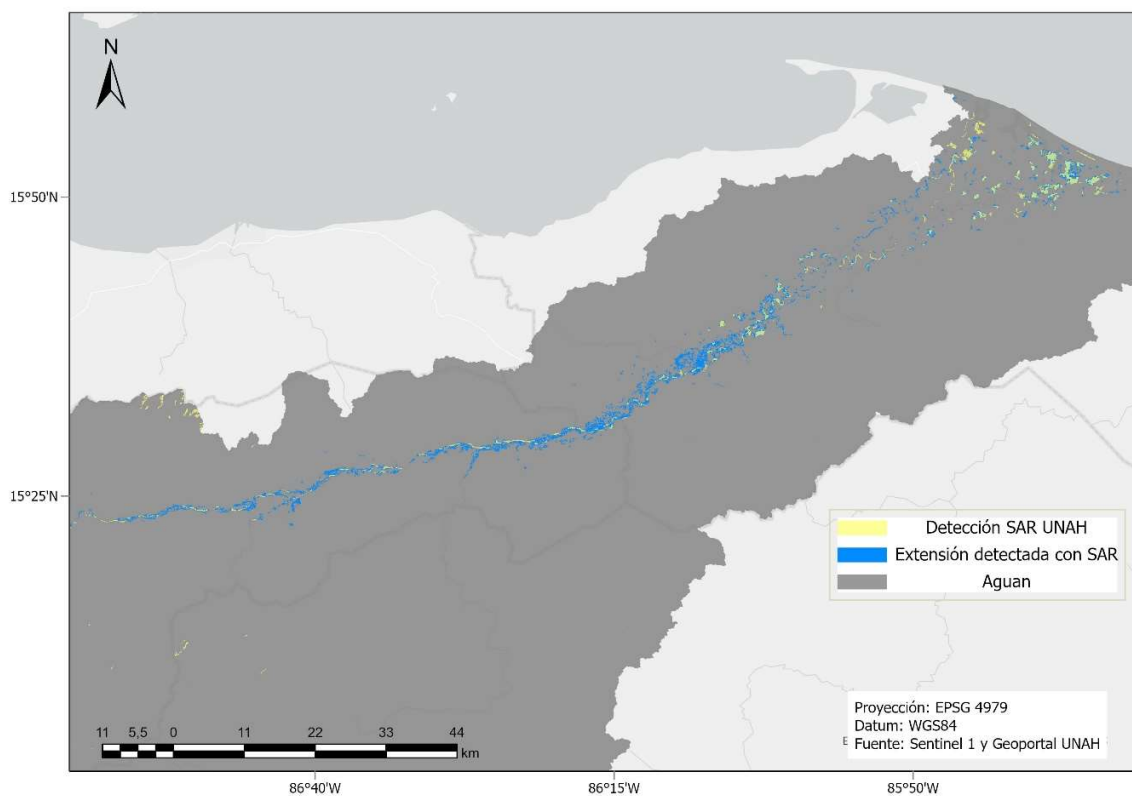 N
15°50'N
15°25'N
Detección SAR UNAH
Extensión detectada con SAR
Aguan
Proyección: EPSG 4979
Datum: WGS84
Fuente: Sentinel 1 y Geoportal UNAH
11 5,5 0 11 22 33 44
km
86°40'W 86°15'W 85°50'W